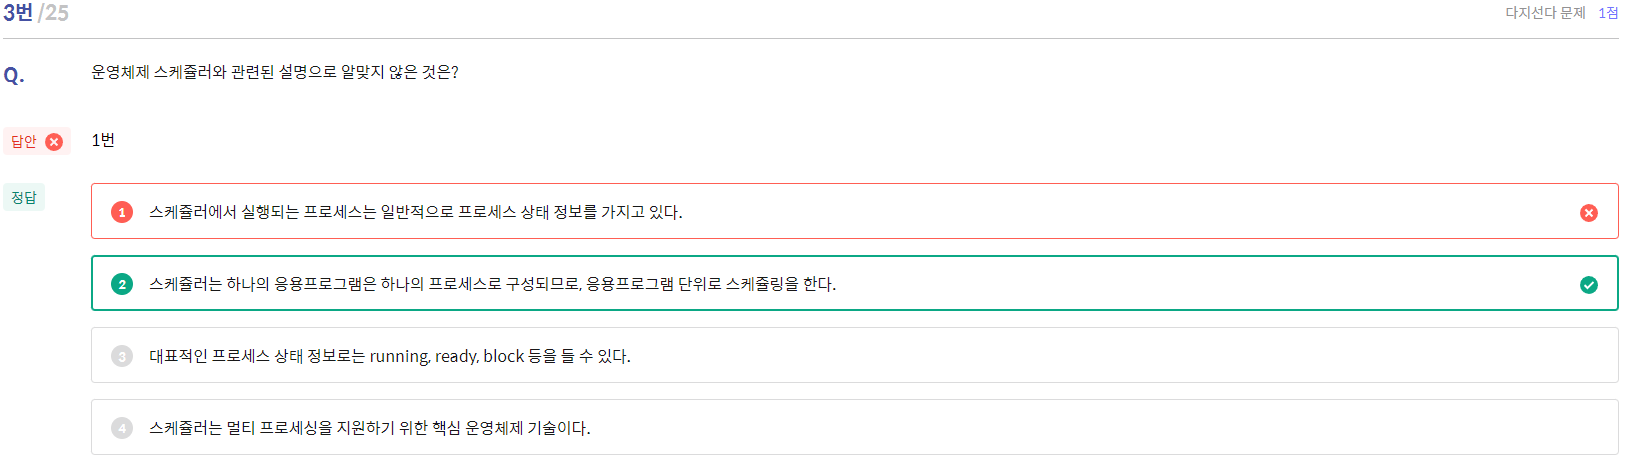 3번 /25
다지선다 문제 1점
Q. 운영체제 스케쥴러와 관련된 설명으로 알맞지 않은 것은?
답안 1번
정답
1 스케쥴러에서 실행되는 프로세스는 일반적으로 프로세스 상태 정보를 가지고 있다.
2 스케쥴러는 하나의 응용프로그램은 하나의 프로세스로 구성되므로, 응용프로그램 단위로 스케쥴링을 한다.
3 대표적인 프로세스 상태 정보로는 running, ready, block 등을 들 수 있다.
4 스케쥴러는 멀티 프로세싱을 지원하기 위한 핵심 운영체제 기술이다.